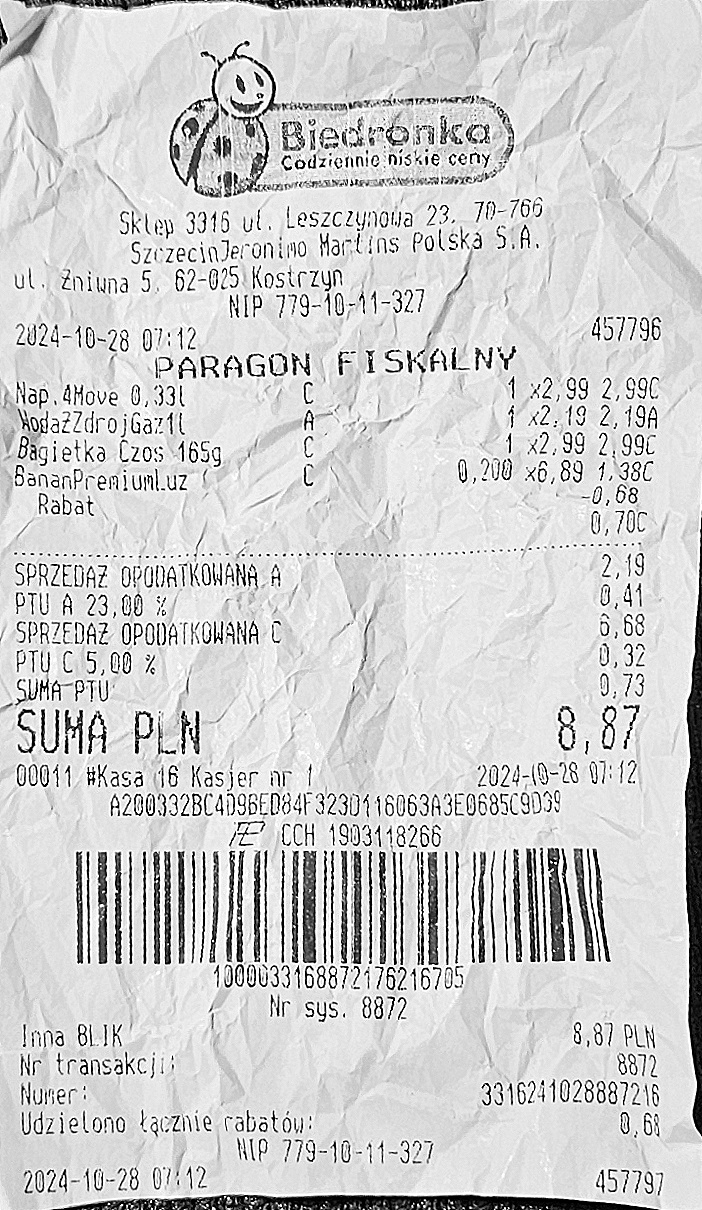 Biedronka
Codziennie niskie ceny
Sklep 3316 ul. Leszczynowa 23, 70-766
SzczecinJeronimo Martins Polska S.A.
ul. Żniwna 5, 62-025 Kostrzyn
NIP 779-10-11-327
2024-10-28 07:12 457796
PARAGON FISKALNY
Nap.4Move 0,33l C 1 x2,99 2,99C
WodaŻZdrojGaz1l A 1 x2,19 2,19A
Bagietka Czos 165g C 1 x2,99 2,99C
BananPremiumLuz C 0,200 x6,89 1,38C
Rabat -0,68
0,70C
SPRZEDAŻ OPODATKOWANA A 2,19
PTU A 23,00 % 0,41
SPRZEDAŻ OPODATKOWANA C 6,68
PTU C 5,00 % 0,32
SUMA PTU 0,73
SUMA PLN 8,87
00011 #Kasa 16 Kasjer nr 1 2024-10-28 07:12
A200332BC4D96ED84F323D116063A3E0685C9D39
CCH 1903118266
1000033168872176216705
Nr sys. 8872
Inna BLIK 8,87 PLN
Nr transakcji: 8872
Numer: 3316241028887216
Udzielono łącznie rabatów: 0,68
NIP 779-10-11-327
2024-10-28 07:12 457797